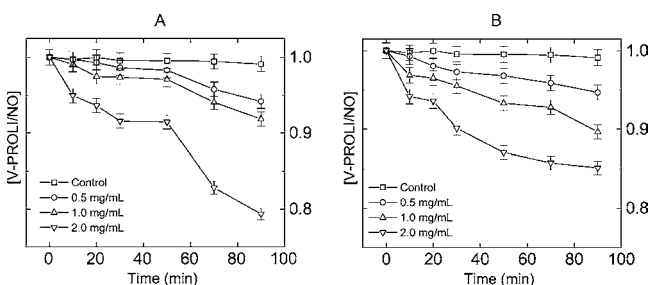 A
[V-PROLI/NO]
1.0
0.9
0.8
Control
0.5 mg/mL
1.0 mg/mL
2.0 mg/mL
0 20 40 60 80 100
Time (min)
B
[V-PROLI/NO]
1.0
0.9
0.8
Control
0.5 mg/mL
1.0 mg/mL
2.0 mg/mL
0 20 40 60 80 100
Time (min)